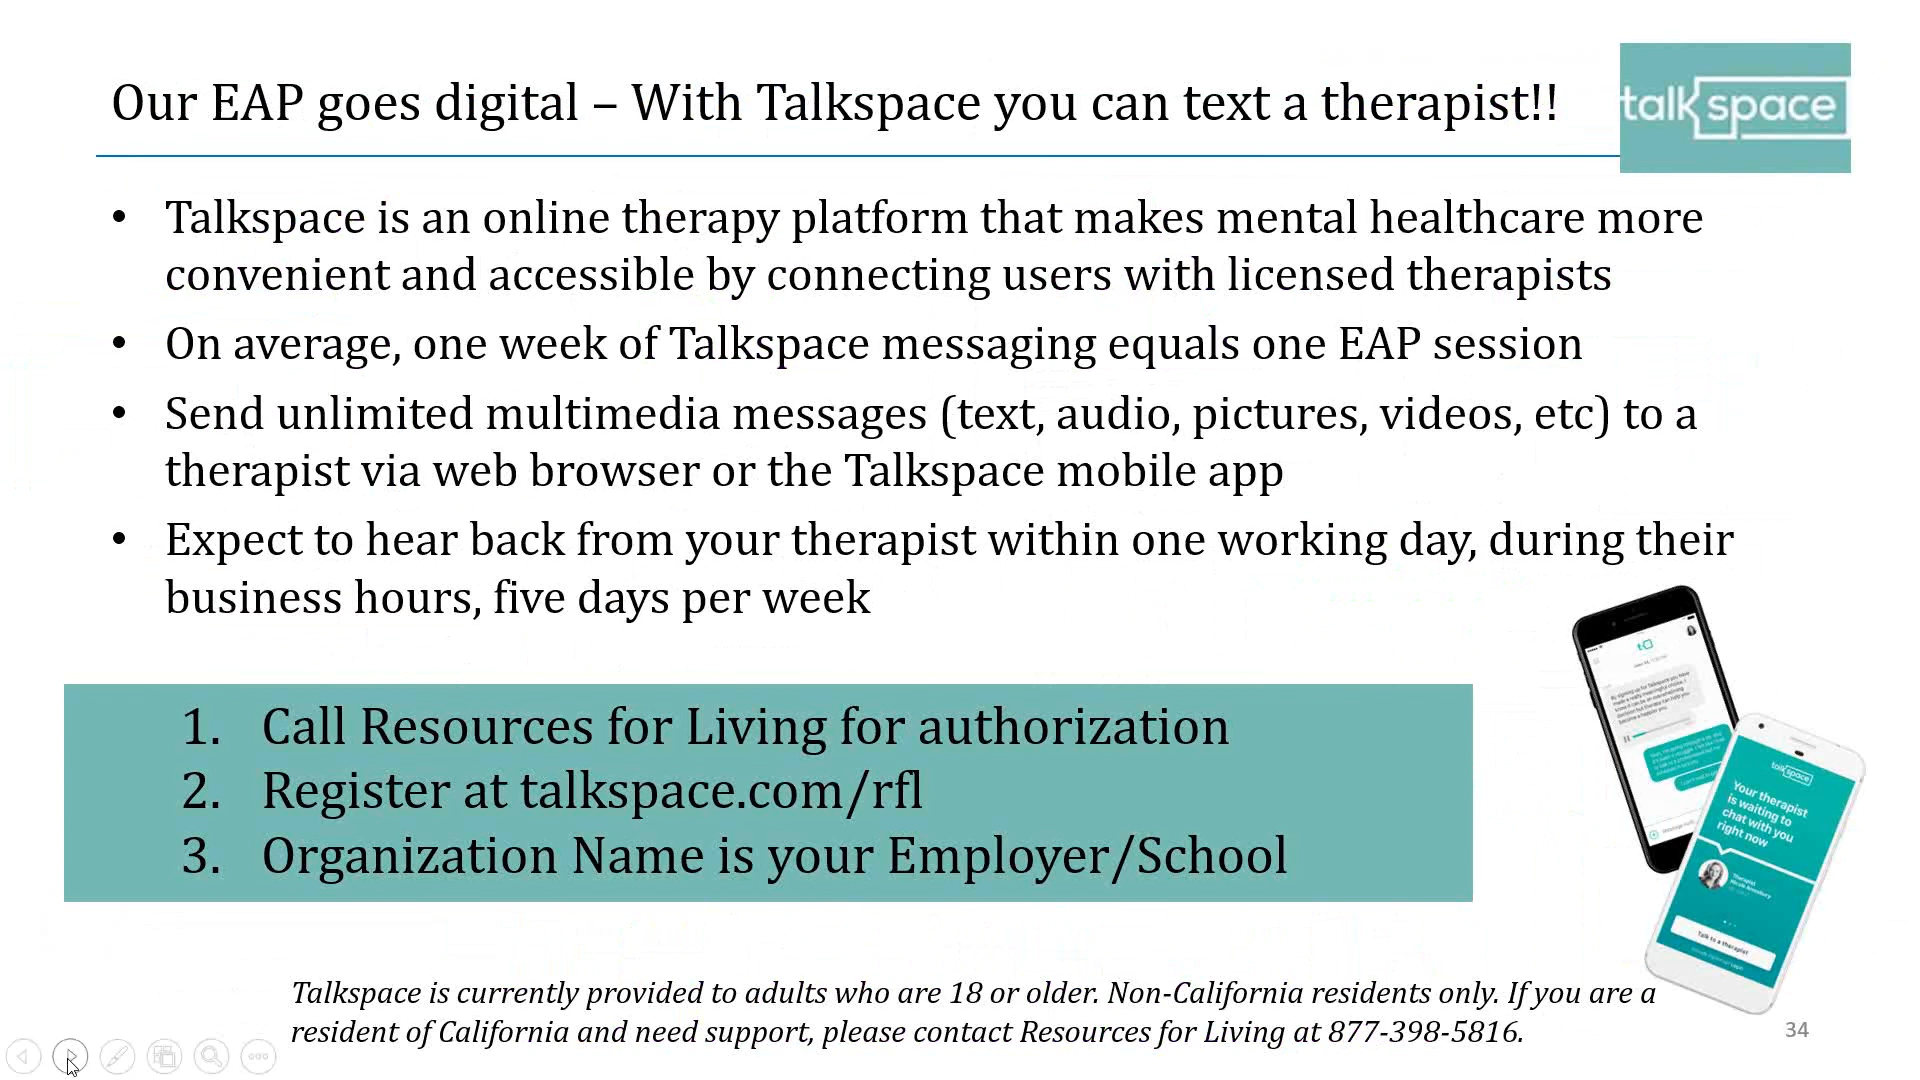 Our EAP goes digital – With Talkspace you can text a therapist!!
talkspace
• Talkspace is an online therapy platform that makes mental healthcare more
convenient and accessible by connecting users with licensed therapists
• On average, one week of Talkspace messaging equals one EAP session
• Send unlimited multimedia messages (text, audio, pictures, videos, etc) to a
therapist via web browser or the Talkspace mobile app
• Expect to hear back from your therapist within one working day, during their
business hours, five days per week
1. Call Resources for Living for authorization
2. Register at talkspace.com/rfl
3. Organization Name is your Employer/School
talkspace
Your therapist
is waiting to
chat with you
right now
Therapist
Talk to a therapist
Talkspace is currently provided to adults who are 18 or older. Non-California residents only. If you are a
resident of California and need support, please contact Resources for Living at 877-398-5816.
34